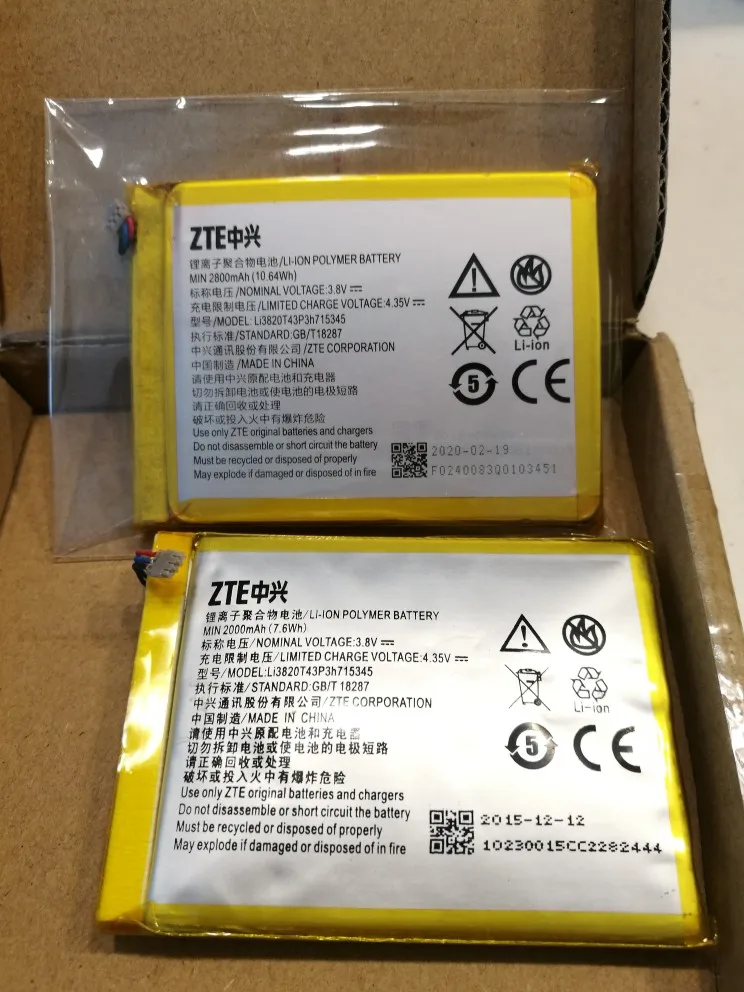 ZTE中兴
锂离子聚合物电池/LI-ION POLYMER BATTERY
MIN 2800mAh (10.64Wh)
标称电压/NOMINAL VOLTAGE:3.8V
充电限制电压/LIMITED CHARGE VOLTAGE:4.35V
型号/MODEL: Li3820T43P3h715345
执行标准/STANDARD:GB/T18287
中兴通讯股份有限公司/ZTE CORPORATION
中国制造/MADE IN CHINA
请使用中兴原配电池和充电器
切勿拆卸电池或使电池的电极短路
请正确回收或处理
破坏或投入火中有爆炸危险
Use only ZTE original batteries and chargers
Do not disassemble or short circuit the battery
Must be recycled or disposed of properly
May explode if damaged or disposed of in fire
Li-ion
5
CE
2020-02-19
F0240083Q0103451
ZTE中兴
锂离子聚合物电池/LI-ION POLYMER BATTERY
MIN 2000mAh (7.6Wh)
标称电压/NOMINAL VOLTAGE:3.8V
充电限制电压/LIMITED CHARGE VOLTAGE:4.35V
型号/MODEL: Li3820T43P3h715345
执行标准/STANDARD:GB/T 18287
中兴通讯股份有限公司/ZTE CORPORATION
中国制造/MADE IN CHINA
请使用中兴原配电池和充电器
切勿拆卸电池或使电池的电极短路
请正确回收或处理
破坏或投入火中有爆炸危险
Use only ZTE original batteries and chargers
Do not disassemble or short circuit the battery
Must be recycled or disposed of properly
May explode if damaged or disposed of in fire
Li-ion
5
CE
2015-12-12
10230015CC2282444